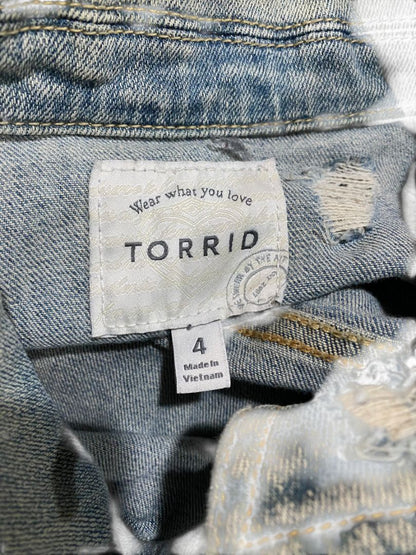 Wear what you love
TORRID
4
Made In
Vietnam